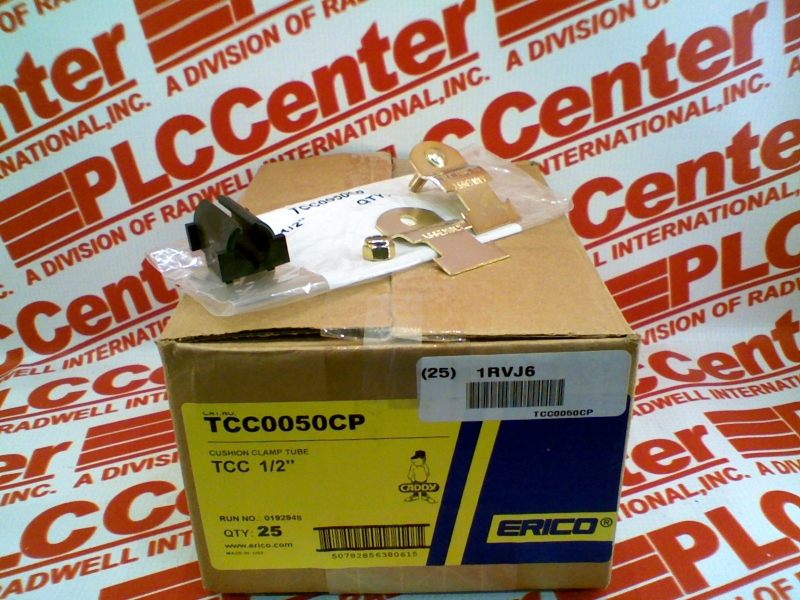 PLCCenter
A DIVISION OF RADWELL INTERNATIONAL, INC.
TCC0050CP
QTY:
1/2"
(25) 1RVJ6
TCC0050CP
CAT. NO.
TCC0050CP
CUSHION CLAMP TUBE
TCC 1/2"
CADDY
RUN NO.: 0192948
QTY: 25
www.erico.com
MADE IN USA
50782856380615
ERICO®